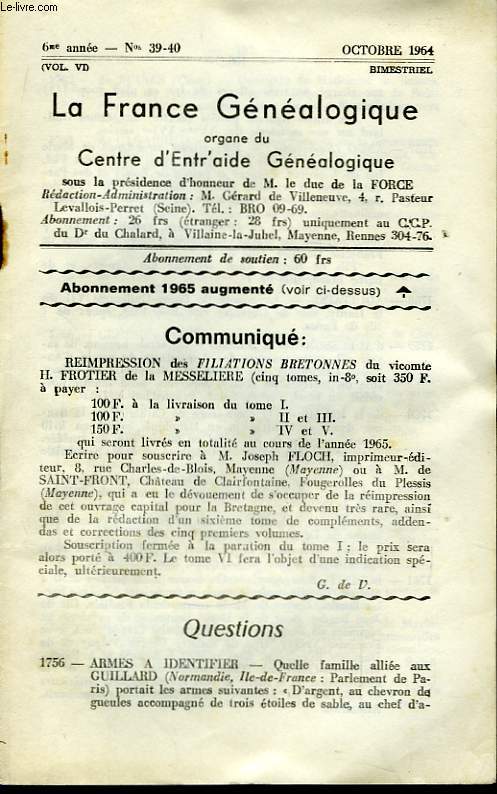 Le-livre.com
6me année — Nos 39-40 OCTOBRE 1964
(VOL. VI) BIMESTRIEL
La France Généalogique
organe du
Centre d'Entr'aide Généalogique
sous la présidence d'honneur de M. le duc de la FORCE
Rédaction-Administration : M. Gérard de Villeneuve, 4, r. Pasteur
Levallois-Perret (Seine). Tél. : BRO 09-69.
Abonnement : 26 frs (étranger : 28 frs) uniquement au C.C.P.
du Dr du Chalard, à Villaine-la-Juhel, Mayenne, Rennes 304-76.
Abonnement de soutien : 60 frs
Abonnement 1965 augmenté (voir ci-dessus)
Communiqué :
REIMPRESSION des FILIATIONS BRETONNES du vicomte
H. FROTIER de la MESSELIERE (cinq tomes, in-8°, soit 350 F.
à payer :
100 F. à la livraison du tome I.
100 F. » » II et III.
150 F. » » IV et V.
qui seront livrés en totalité au cours de l'année 1965.
Ecrire pour souscrire à M. Joseph FLOCH, imprimeur-édi-
teur, 8, rue Charles-de-Blois, Mayenne (Mayenne) ou à M. de
SAINT-FRONT, Château de Clairfontaine, Fougerolles du Plessis
(Mayenne), qui a eu le dévouement de s'occuper de la réimpression
de cet ouvrage capital pour la Bretagne, et devenu très rare, ainsi
que de la rédaction d'un sixième tome de compléments, adden-
das et corrections des cinq premiers volumes.
Souscription fermée à la parution du tome I ; le prix sera
alors porté à 400 F. Le tome VI fera l'objet d'une indication spé-
ciale, ultérieurement.
G. de V.
Questions
1756 — ARMES A IDENTIFIER — Quelle famille alliée aux
GUILLARD (Normandie, Ile-de-France : Parlement de Pa-
ris) portait les armes suivantes : « D'argent, au chevron de
gueules accompagné de trois étoiles de sable, au chef d'a-